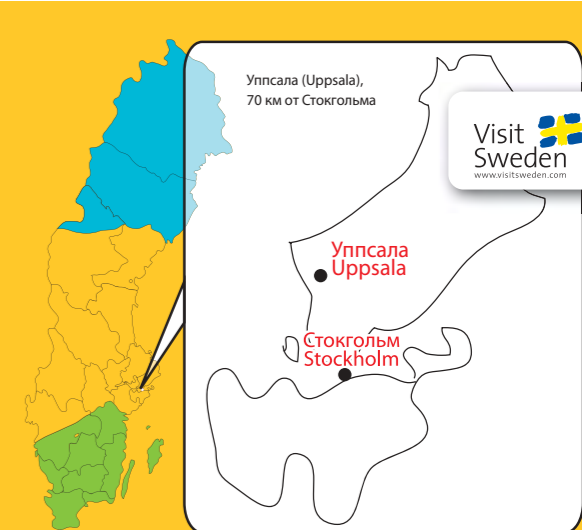 Уппсала (Uppsala),
70 км от Стокгольма
Visit
Sweden
www.visitsweden.com
Уппсала
Uppsala
Стокгольм
Stockholm